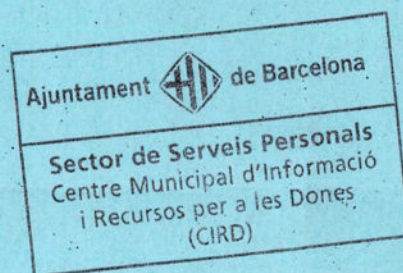 Ajuntament de Barcelona
Sector de Serveis Personals
Centre Municipal d'Informació
i Recursos per a les Dones
(CIRD)